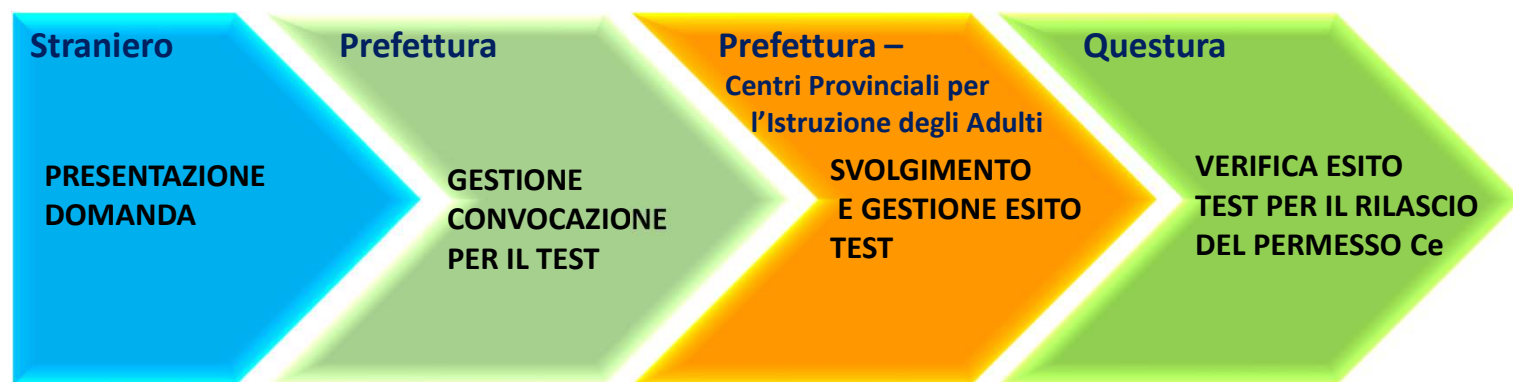 Straniero
PRESENTAZIONE
DOMANDA
Prefettura
GESTIONE
CONVOCAZIONE
PER IL TEST
Prefettura –
Centri Provinciali per
l’Istruzione degli Adulti
SVOLGIMENTO
E GESTIONE ESITO
TEST
Questura
VERIFICA ESITO
TEST PER IL RILASCIO
DEL PERMESSO Ce